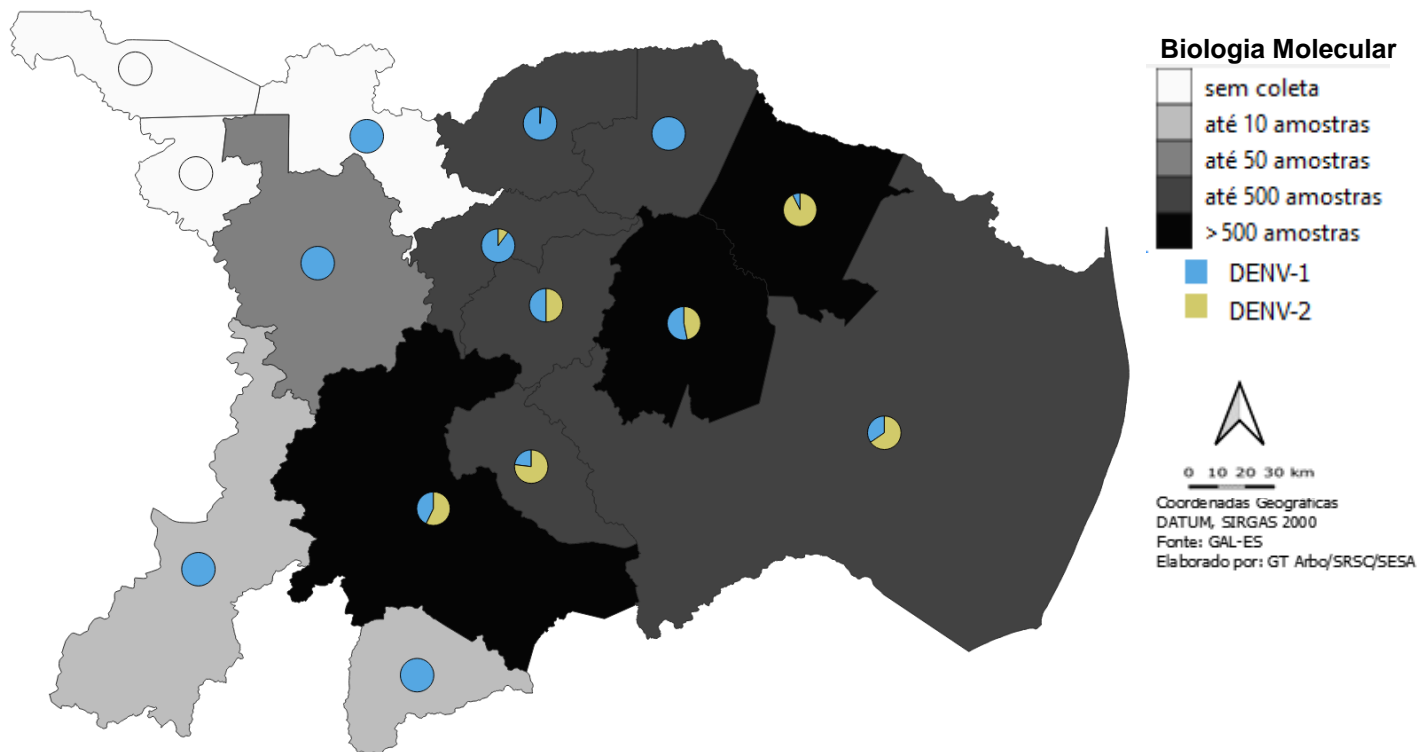 Biologia Molecular
sem coleta
até 10 amostras
até 50 amostras
até 500 amostras
>500 amostras
DENV-1
DENV-2
0 10 20 30 km
Coordenadas Geográficas
DATUM, SIRGAS 2000
Fonte: GAL-ES
Elaborado por: GT Arbo/SRSC/SESA